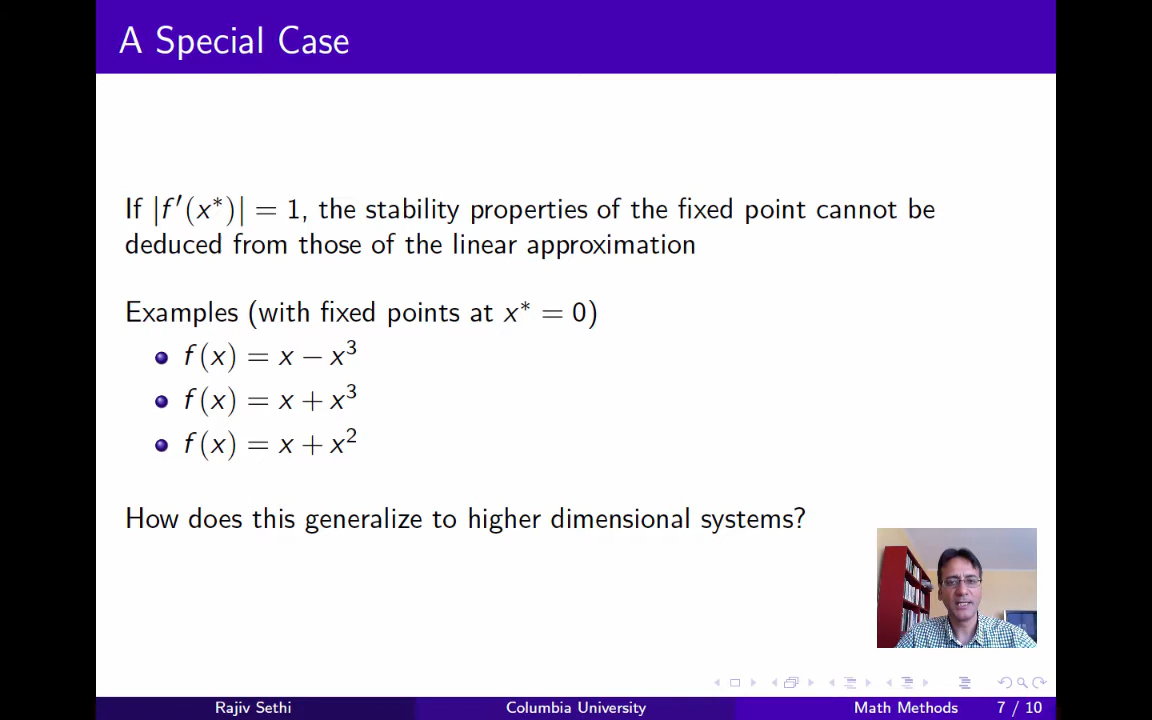 A Special Case
If |f′(x*)| = 1, the stability properties of the fixed point cannot be
deduced from those of the linear approximation
Examples (with fixed points at x* = 0)
f(x) = x − x³
f(x) = x + x³
f(x) = x + x²
How does this generalize to higher dimensional systems?
Rajiv Sethi Columbia University Math Methods 7 / 10